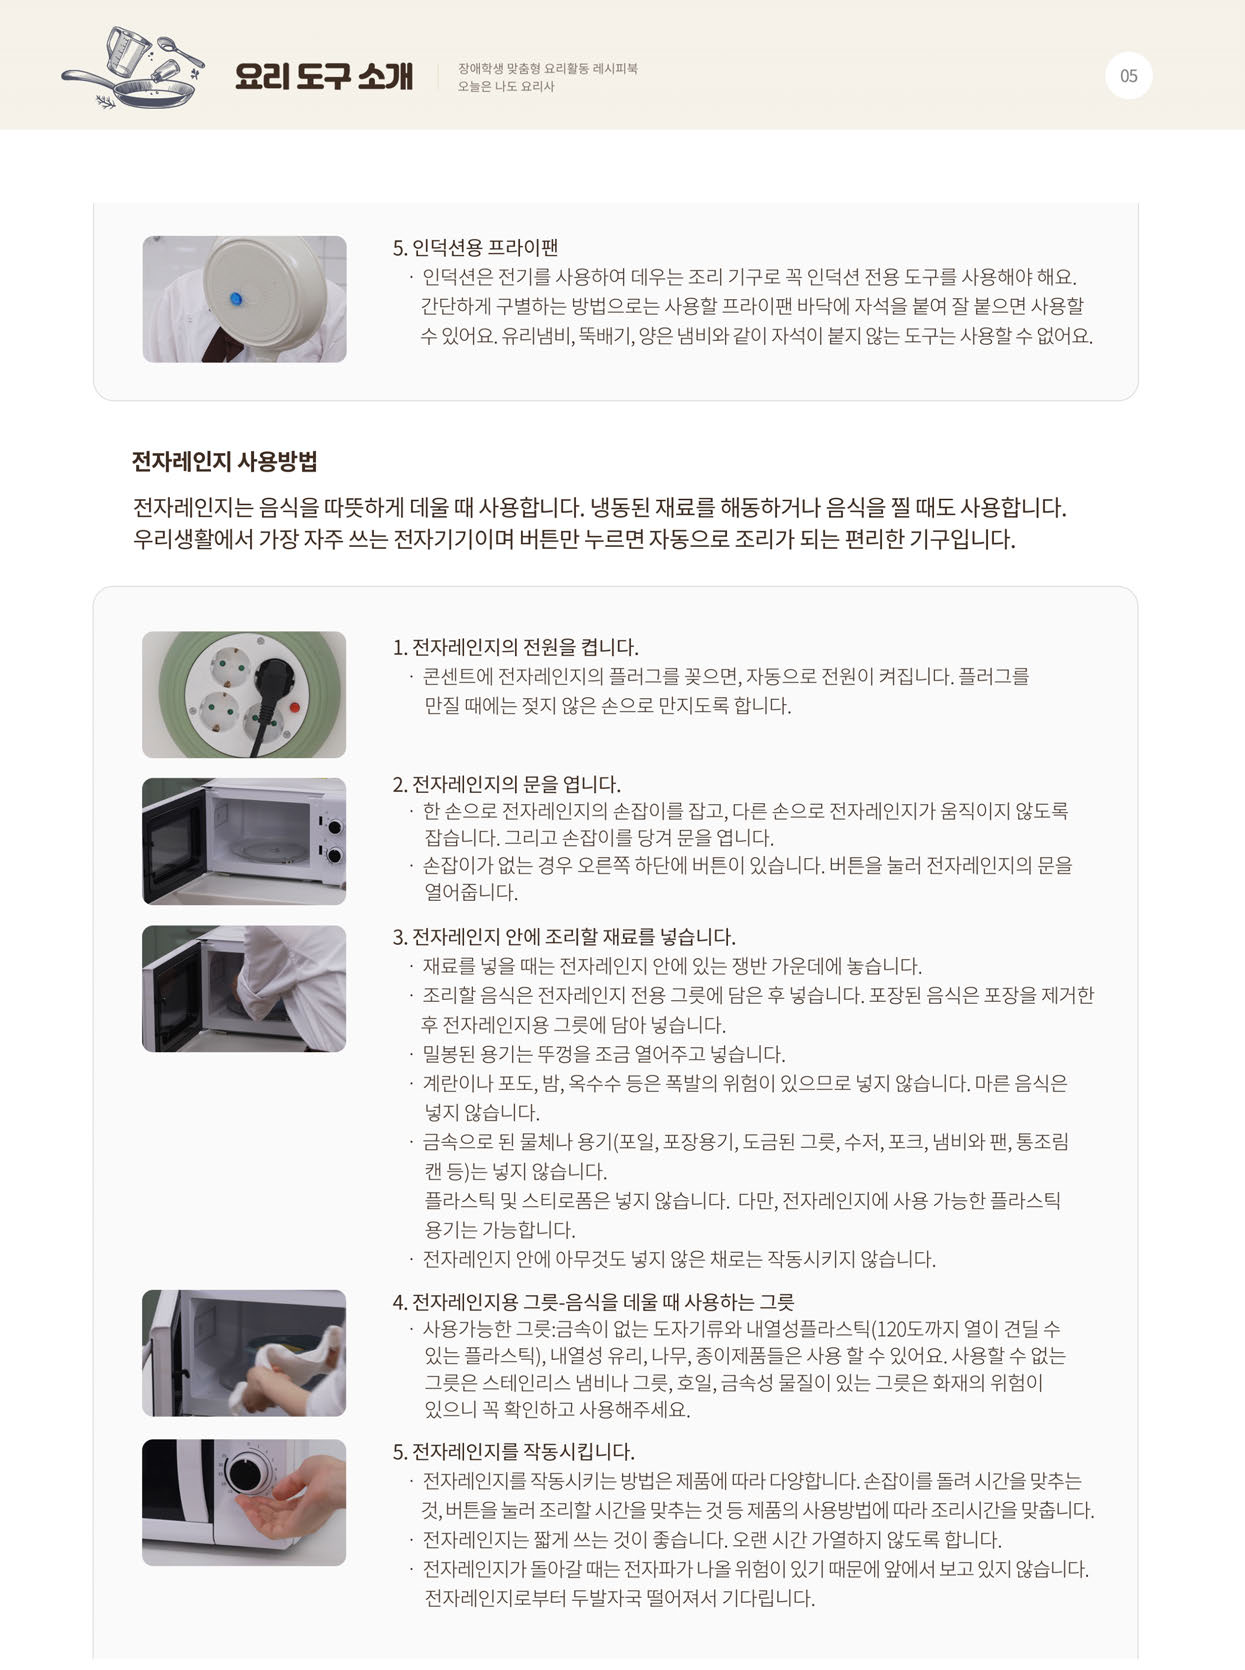 요리 도구 소개
장애학생 맞춤형 요리활동 레시피북
오늘은 나도 요리사
05
5. 인덕션용 프라이팬
· 인덕션은 전기를 사용하여 데우는 조리 기구로 꼭 인덕션 전용 도구를 사용해야 해요.
간단하게 구별하는 방법으로는 사용할 프라이팬 바닥에 자석을 붙여 잘 붙으면 사용할
수 있어요. 유리냄비, 뚝배기, 양은 냄비와 같이 자석이 붙지 않는 도구는 사용할 수 없어요.
전자레인지 사용방법
전자레인지는 음식을 따뜻하게 데울 때 사용합니다. 냉동된 재료를 해동하거나 음식을 찔 때도 사용합니다.
우리생활에서 가장 자주 쓰는 전자기기이며 버튼만 누르면 자동으로 조리가 되는 편리한 기구입니다.
1. 전자레인지의 전원을 켭니다.
· 콘센트에 전자레인지의 플러그를 꽂으면, 자동으로 전원이 켜집니다. 플러그를
만질 때에는 젖지 않은 손으로 만지도록 합니다.
2. 전자레인지의 문을 엽니다.
· 한 손으로 전자레인지의 손잡이를 잡고, 다른 손으로 전자레인지가 움직이지 않도록
잡습니다. 그리고 손잡이를 당겨 문을 엽니다.
· 손잡이가 없는 경우 오른쪽 하단에 버튼이 있습니다. 버튼을 눌러 전자레인지의 문을
열어줍니다.
3. 전자레인지 안에 조리할 재료를 넣습니다.
· 재료를 넣을 때는 전자레인지 안에 있는 쟁반 가운데에 놓습니다.
· 조리할 음식은 전자레인지 전용 그릇에 담은 후 넣습니다. 포장된 음식은 포장을 제거한
후 전자레인지용 그릇에 담아 넣습니다.
· 밀봉된 용기는 뚜껑을 조금 열어주고 넣습니다.
· 계란이나 포도, 밤, 옥수수 등은 폭발의 위험이 있으므로 넣지 않습니다. 마른 음식은
넣지 않습니다.
· 금속으로 된 물체나 용기(포일, 포장용기, 도금된 그릇, 수저, 포크, 냄비와 팬, 통조림
캔 등)는 넣지 않습니다.
플라스틱 및 스티로폼은 넣지 않습니다. 다만, 전자레인지에 사용 가능한 플라스틱
용기는 가능합니다.
· 전자레인지 안에 아무것도 넣지 않은 채로는 작동시키지 않습니다.
4. 전자레인지용 그릇-음식을 데울 때 사용하는 그릇
· 사용가능한 그릇:금속이 없는 도자기류와 내열성플라스틱(120도까지 열이 견딜 수
있는 플라스틱), 내열성 유리, 나무, 종이제품들은 사용 할 수 있어요. 사용할 수 없는
그릇은 스테인리스 냄비나 그릇, 호일, 금속성 물질이 있는 그릇은 화재의 위험이
있으니 꼭 확인하고 사용해주세요.
5. 전자레인지를 작동시킵니다.
· 전자레인지를 작동시키는 방법은 제품에 따라 다양합니다. 손잡이를 돌려 시간을 맞추는
것, 버튼을 눌러 조리할 시간을 맞추는 것 등 제품의 사용방법에 따라 조리시간을 맞춥니다.
· 전자레인지는 짧게 쓰는 것이 좋습니다. 오랜 시간 가열하지 않도록 합니다.
· 전자레인지가 돌아갈 때는 전자파가 나올 위험이 있기 때문에 앞에서 보고 있지 않습니다.
전자레인지로부터 두발자국 떨어져서 기다립니다.